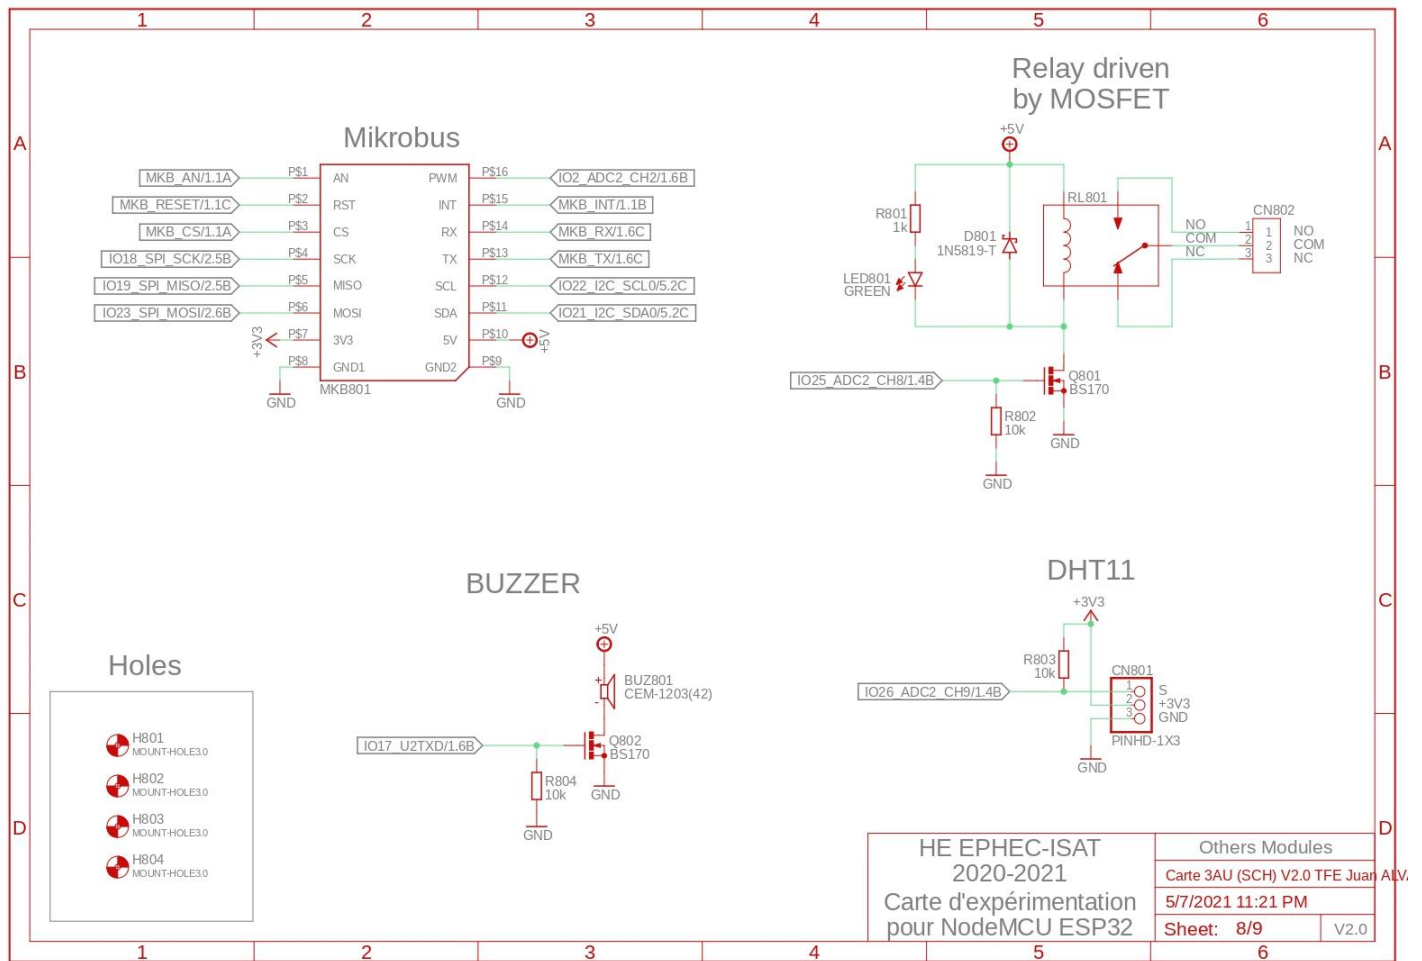 1 2 3 4 5 6
A A
B B
C C
D D
Mikrobus
MKB_AN/1.1A P$1 AN PWM P$16 IO2_ADC2_CH2/1.6B
MKB_RESET/1.1C P$2 RST INT P$15 MKB_INT/1.1B
MKB_CS/1.1A P$3 CS RX P$14 MKB_RX/1.6C
IO18_SPI_SCK/2.5B P$4 SCK TX P$13 MKB_TX/1.6C
IO19_SPI_MISO/2.5B P$5 MISO SCL P$12 IO22_I2C_SCL0/5.2C
IO23_SPI_MOSI/2.6B P$6 MOSI SDA P$11 IO21_I2C_SDA0/5.2C
+3V3 P$7 3V3 5V P$10 +5V
P$8 GND1 GND2 P$9
MKB801
GND GND
Relay driven
by MOSFET
+5V
R801
1k
LED801
GREEN
D801
1N5819-T
RL801
NO
COM
NC
CN802
1 1 NO
2 2 COM
3 3 NC
IO25_ADC2_CH8/1.4B
Q801
BS170
R802
10k
GND
GND
BUZZER
+5V
+
-
BUZ801
CEM-1203(42)
IO17_U2TXD/1.6B
Q802
BS170
R804
10k
GND
GND
DHT11
+3V3
R803
10k
IO26_ADC2_CH9/1.4B
CN801
1 S
2 +3V3
3 GND
PINHD-1X3
GND
Holes
H801
MOUNT-HOLE3.0
H802
MOUNT-HOLE3.0
H803
MOUNT-HOLE3.0
H804
MOUNT-HOLE3.0
HE EPHEC-ISAT
2020-2021
Carte d'expérimentation
pour NodeMCU ESP32
Others Modules
Carte 3AU (SCH) V2.0 TFE Juan
5/7/2021 11:21 PM
Sheet: 8/9 V2.0
1 2 3 4 5 6